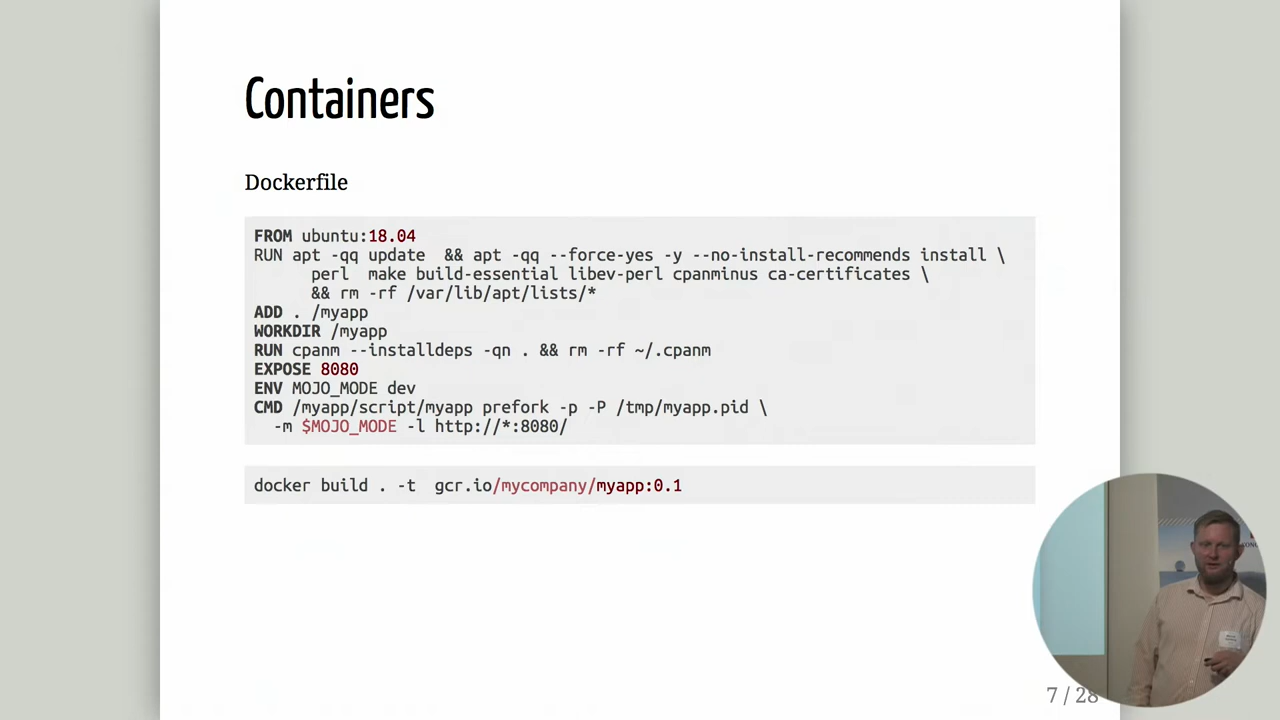 Containers
Dockerfile
FROM ubuntu:18.04
RUN apt -qq update  && apt -qq --force-yes -y --no-install-recommends install \
      perl  make build-essential libev-perl cpanminus ca-certificates \
      && rm -rf /var/lib/apt/lists/*
ADD . /myapp
WORKDIR /myapp
RUN cpanm --installdeps -qn . && rm -rf ~/.cpanm
EXPOSE 8080
ENV MOJO_MODE dev
CMD /myapp/script/myapp prefork -p -P /tmp/myapp.pid \
  -m $MOJO_MODE -l http://*:8080/
docker build . -t  gcr.io/mycompany/myapp:0.1
7 / 28